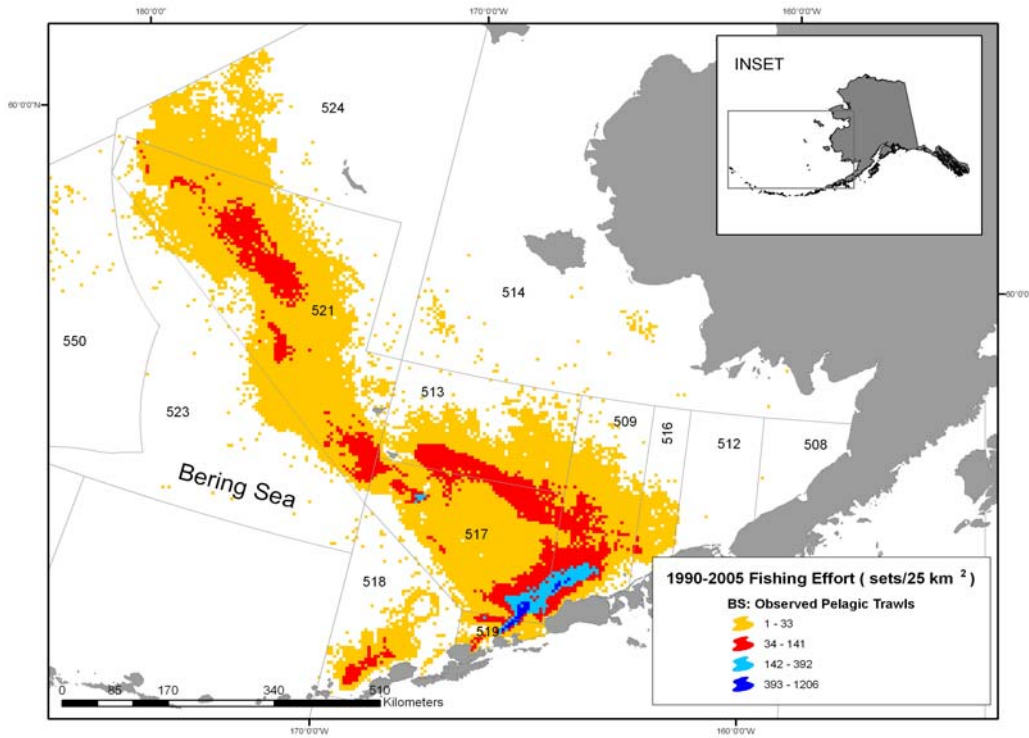 180°0'0"
170°0'0"W
160°0'0"W
INSET
60°0'0"N
524
514
60°0'0"
521
550
513
523
509
516
512
508
Bering Sea
517
518
519
1990-2005 Fishing Effort ( sets/25 km ²)
BS: Observed Pelagic Trawls
1 - 33
34 - 141
142 - 392
393 - 1206
0 85 170 340 510
Kilometers
170°0'0"W
160°0'0"W